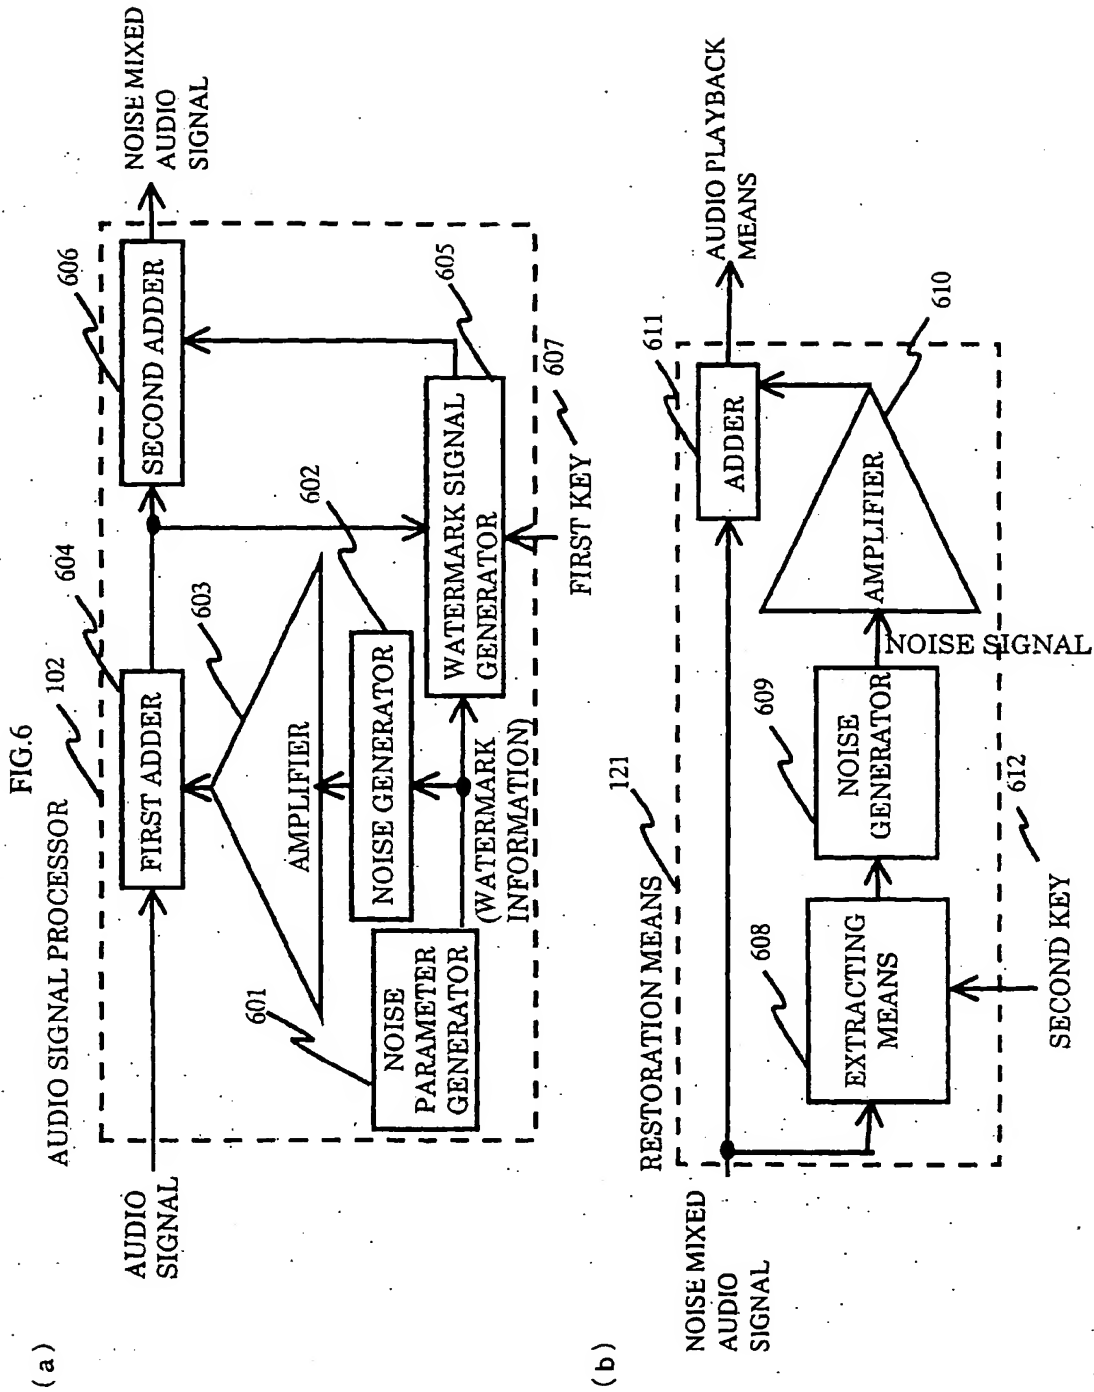 FIG.6
(a)
AUDIO SIGNAL PROCESSOR
102
AUDIO
SIGNAL
FIRST ADDER
604
SECOND ADDER
606
NOISE MIXED
AUDIO
SIGNAL
603
AMPLIFIER
602
NOISE GENERATOR
601
NOISE
PARAMETER
GENERATOR
(WATERMARK
INFORMATION)
WATERMARK SIGNAL
GENERATOR
605
FIRST KEY
607
(b)
RESTORATION MEANS
121
NOISE MIXED
AUDIO
SIGNAL
611
ADDER
AUDIO PLAYBACK
MEANS
608
EXTRACTING
MEANS
609
NOISE
GENERATOR
NOISE SIGNAL
AMPLIFIER
610
SECOND KEY
612